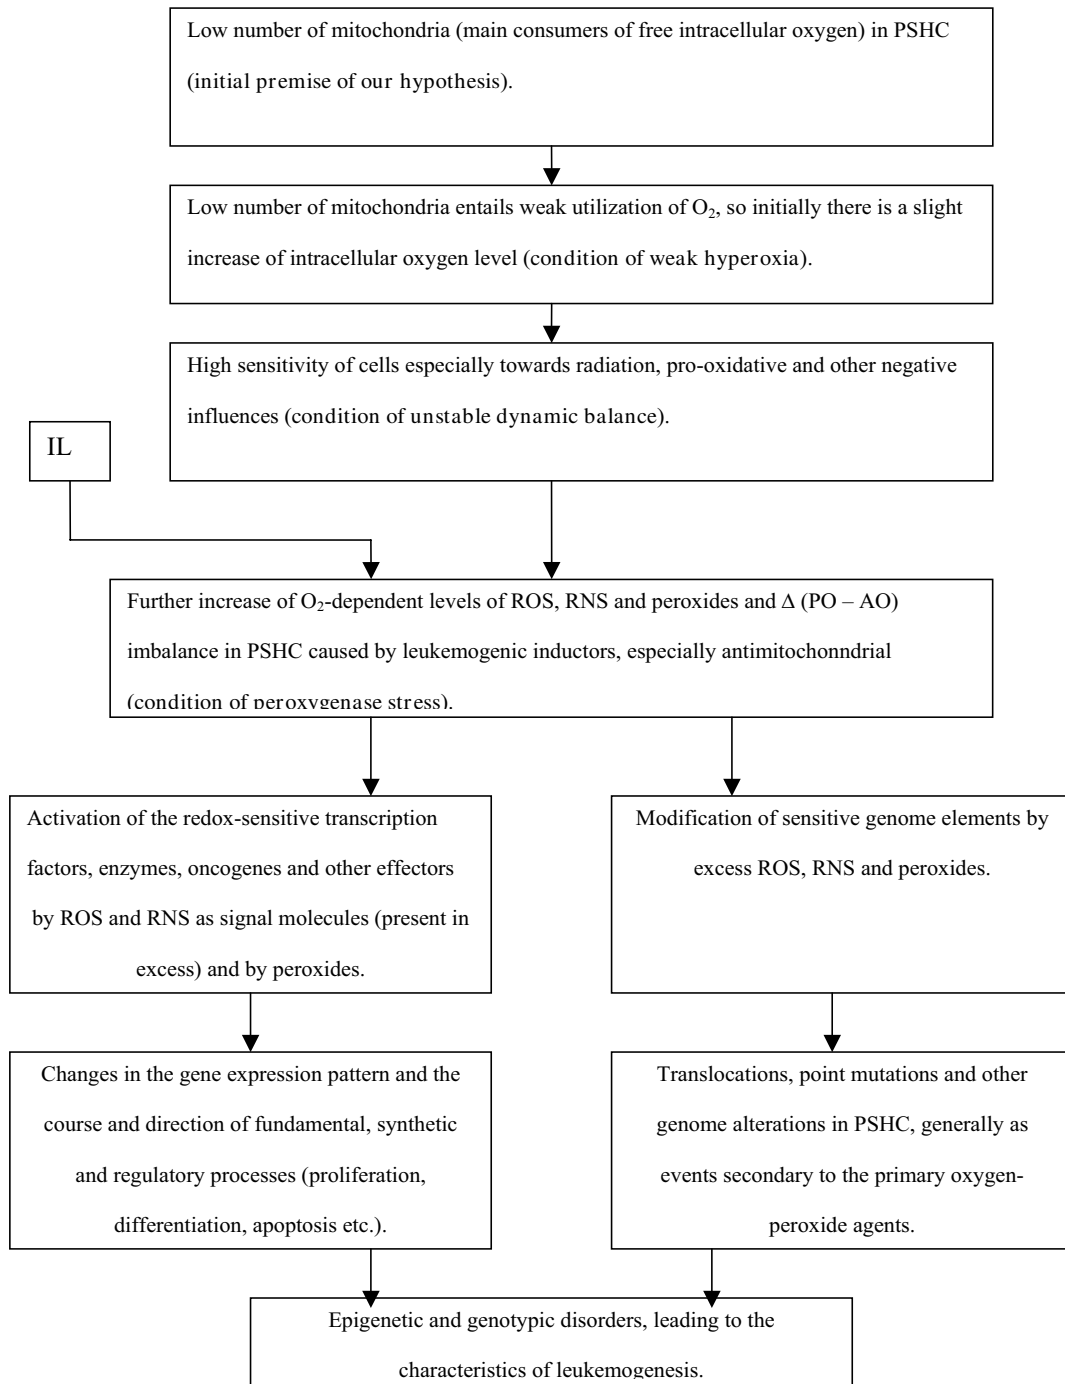 Low number of mitochondria (main consumers of free intracellular oxygen) in PSHC
(initial premise of our hypothesis).
Low number of mitochondria entails weak utilization of O₂, so initially there is a slight
increase of intracellular oxygen level (condition of weak hyperoxia).
High sensitivity of cells especially towards radiation, pro-oxidative and other negative
influences (condition of unstable dynamic balance).
IL
Further increase of O₂-dependent levels of ROS, RNS and peroxides and Δ (PO – AO)
imbalance in PSHC caused by leukemogenic inductors, especially antimitochonndrial
(condition of peroxygenase stress).
Activation of the redox-sensitive transcription
factors, enzymes, oncogenes and other effectors
by ROS and RNS as signal molecules (present in
excess) and by peroxides.
Modification of sensitive genome elements by
excess ROS, RNS and peroxides.
Changes in the gene expression pattern and the
course and direction of fundamental, synthetic
and regulatory processes (proliferation,
differentiation, apoptosis etc.).
Translocations, point mutations and other
genome alterations in PSHC, generally as
events secondary to the primary oxygen-
peroxide agents.
Epigenetic and genotypic disorders, leading to the
characteristics of leukemogenesis.